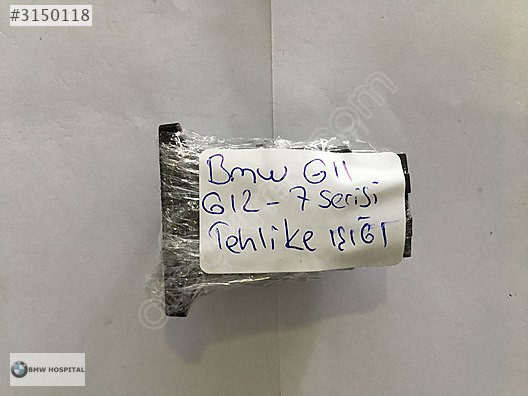 #3150118
Bmw G11
G12 - 7 serisi
Tehlike ışığı
BMW HOSPITAL